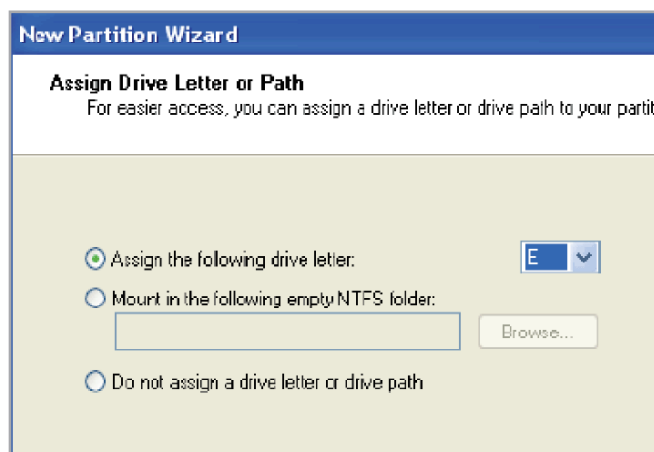 New Partition Wizard
Assign Drive Letter or Path
For easier access, you can assign a drive letter or drive path to your partit
Assign the following drive letter:
E
Mount in the following empty NTFS folder:
Browse...
Do not assign a drive letter or drive path